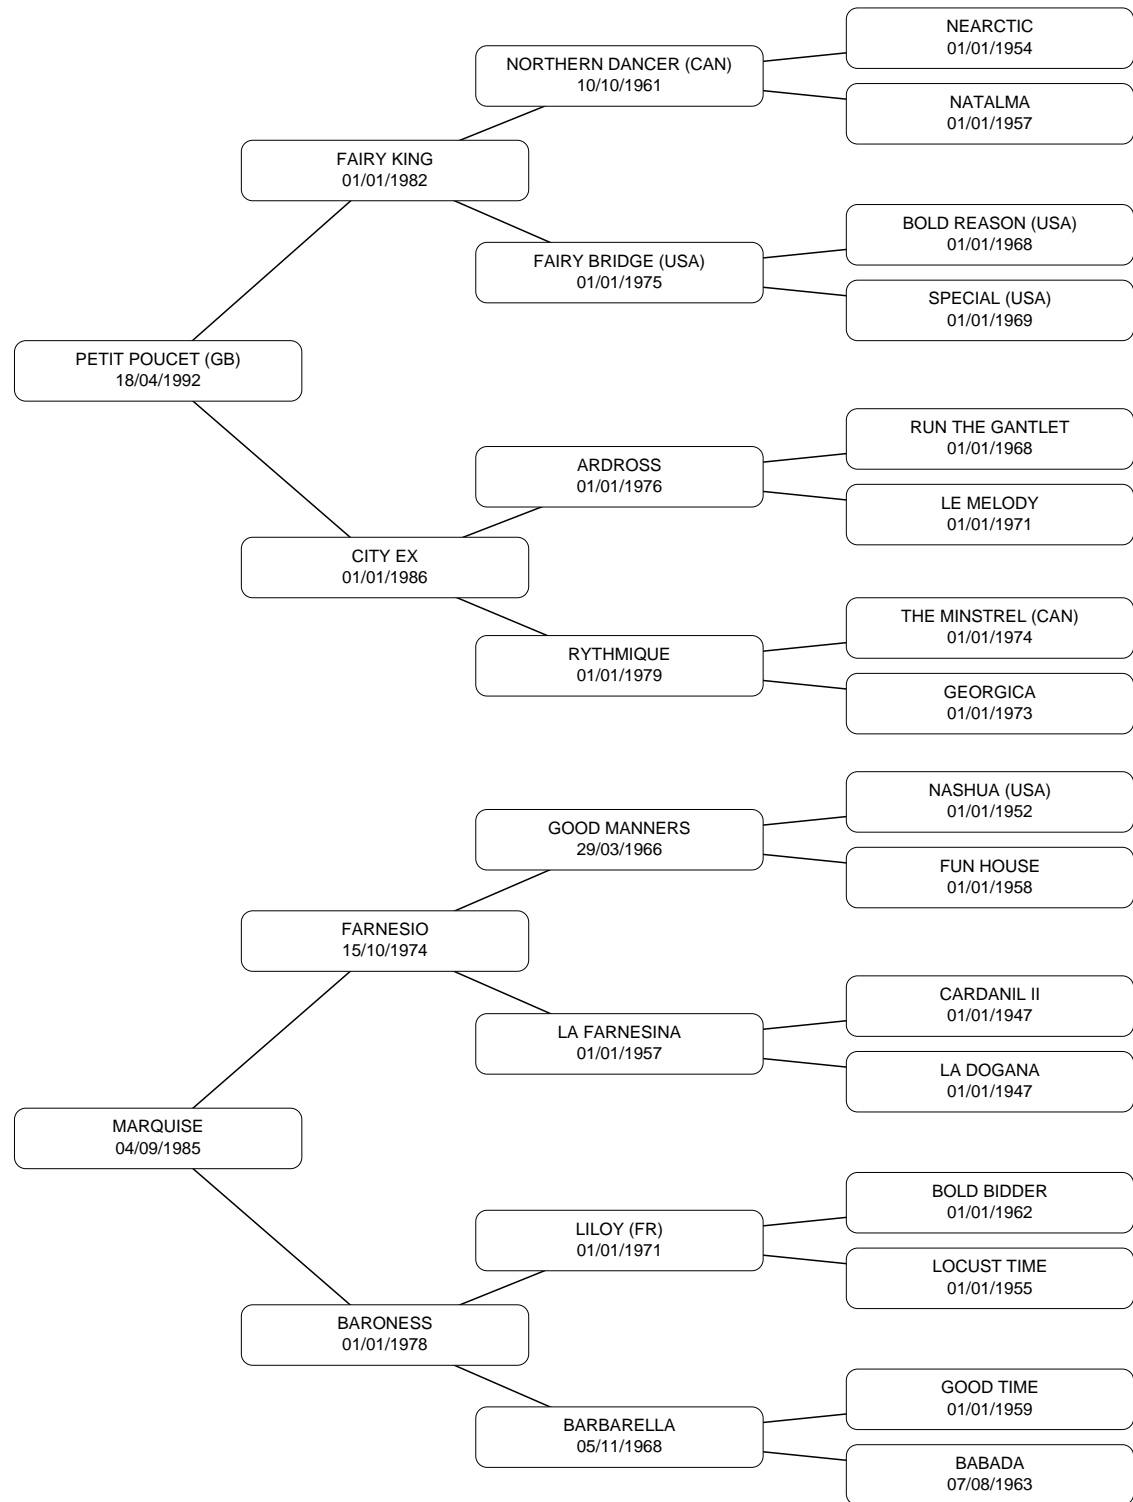 NEARCTIC
01/01/1954
NORTHERN DANCER (CAN)
10/10/1961
NATALMA
01/01/1957
FAIRY KING
01/01/1982
BOLD REASON (USA)
01/01/1968
FAIRY BRIDGE (USA)
01/01/1975
SPECIAL (USA)
01/01/1969
PETIT POUCET (GB)
18/04/1992
RUN THE GANTLET
01/01/1968
ARDROSS
01/01/1976
LE MELODY
01/01/1971
CITY EX
01/01/1986
THE MINSTREL (CAN)
01/01/1974
RYTHMIQUE
01/01/1979
GEORGICA
01/01/1973
NASHUA (USA)
01/01/1952
GOOD MANNERS
29/03/1966
FUN HOUSE
01/01/1958
FARNESIO
15/10/1974
CARDANIL II
01/01/1947
LA FARNESINA
01/01/1957
LA DOGANA
01/01/1947
MARQUISE
04/09/1985
BOLD BIDDER
01/01/1962
LILOY (FR)
01/01/1971
LOCUST TIME
01/01/1955
BARONESS
01/01/1978
GOOD TIME
01/01/1959
BARBARELLA
05/11/1968
BABADA
07/08/1963